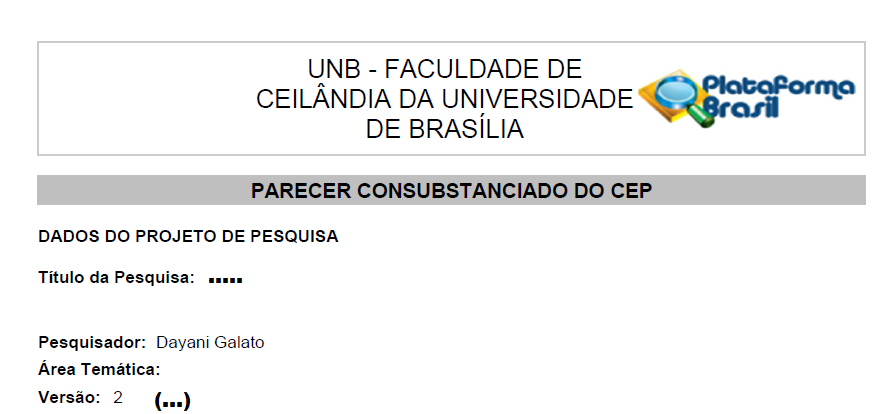 UNB - FACULDADE DE
CEILÂNDIA DA UNIVERSIDADE
DE BRASÍLIA
Plataforma
Brasil
PARECER CONSUBSTANCIADO DO CEP
DADOS DO PROJETO DE PESQUISA
Título da Pesquisa: .....
Pesquisador: Dayani Galato
Área Temática:
Versão: 2 (...)